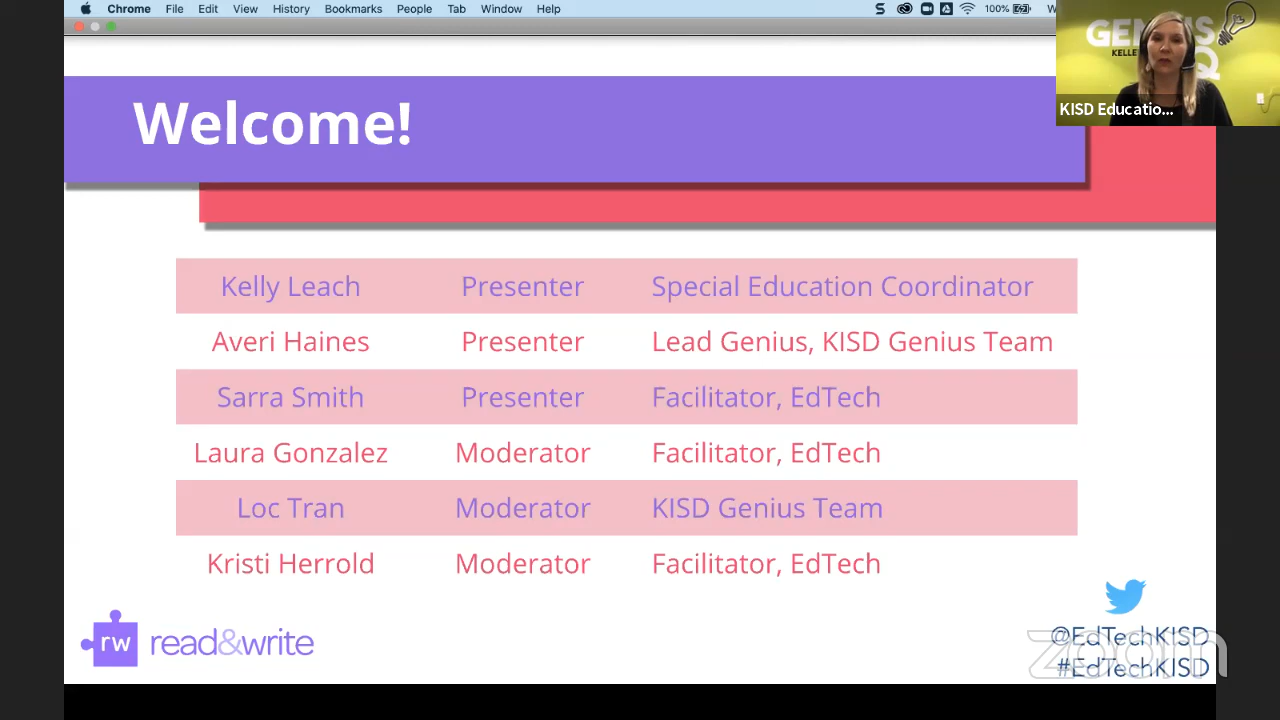 Chrome File Edit View History Bookmarks People Tab Window Help
100%
GENIUS
KELLE
Q
KISD Educatio...
Welcome!
Kelly Leach Presenter Special Education Coordinator
Averi Haines Presenter Lead Genius, KISD Genius Team
Sarra Smith Presenter Facilitator, EdTech
Laura Gonzalez Moderator Facilitator, EdTech
Loc Tran Moderator KISD Genius Team
Kristi Herrold Moderator Facilitator, EdTech
rw read&write
@EdTechKISD
#EdTechKISD
zoom